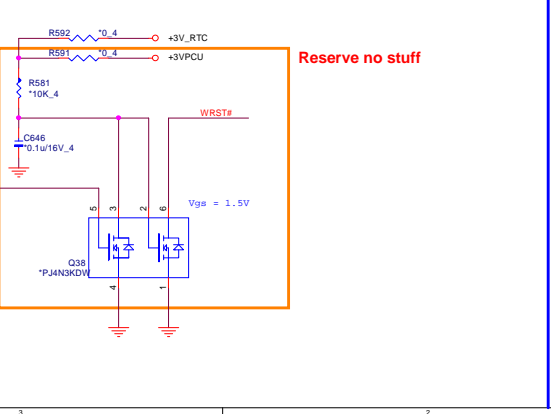 R592 *0_4 +3V_RTC
R591 *0_4 +3VPCU
Reserve no stuff
R581
*10K_4
WRST#
C646
*0.1u/16V_4
Vgs = 1.5V
5 3 2 6
Q38
*PJ4N3KDW
4 1
3 2